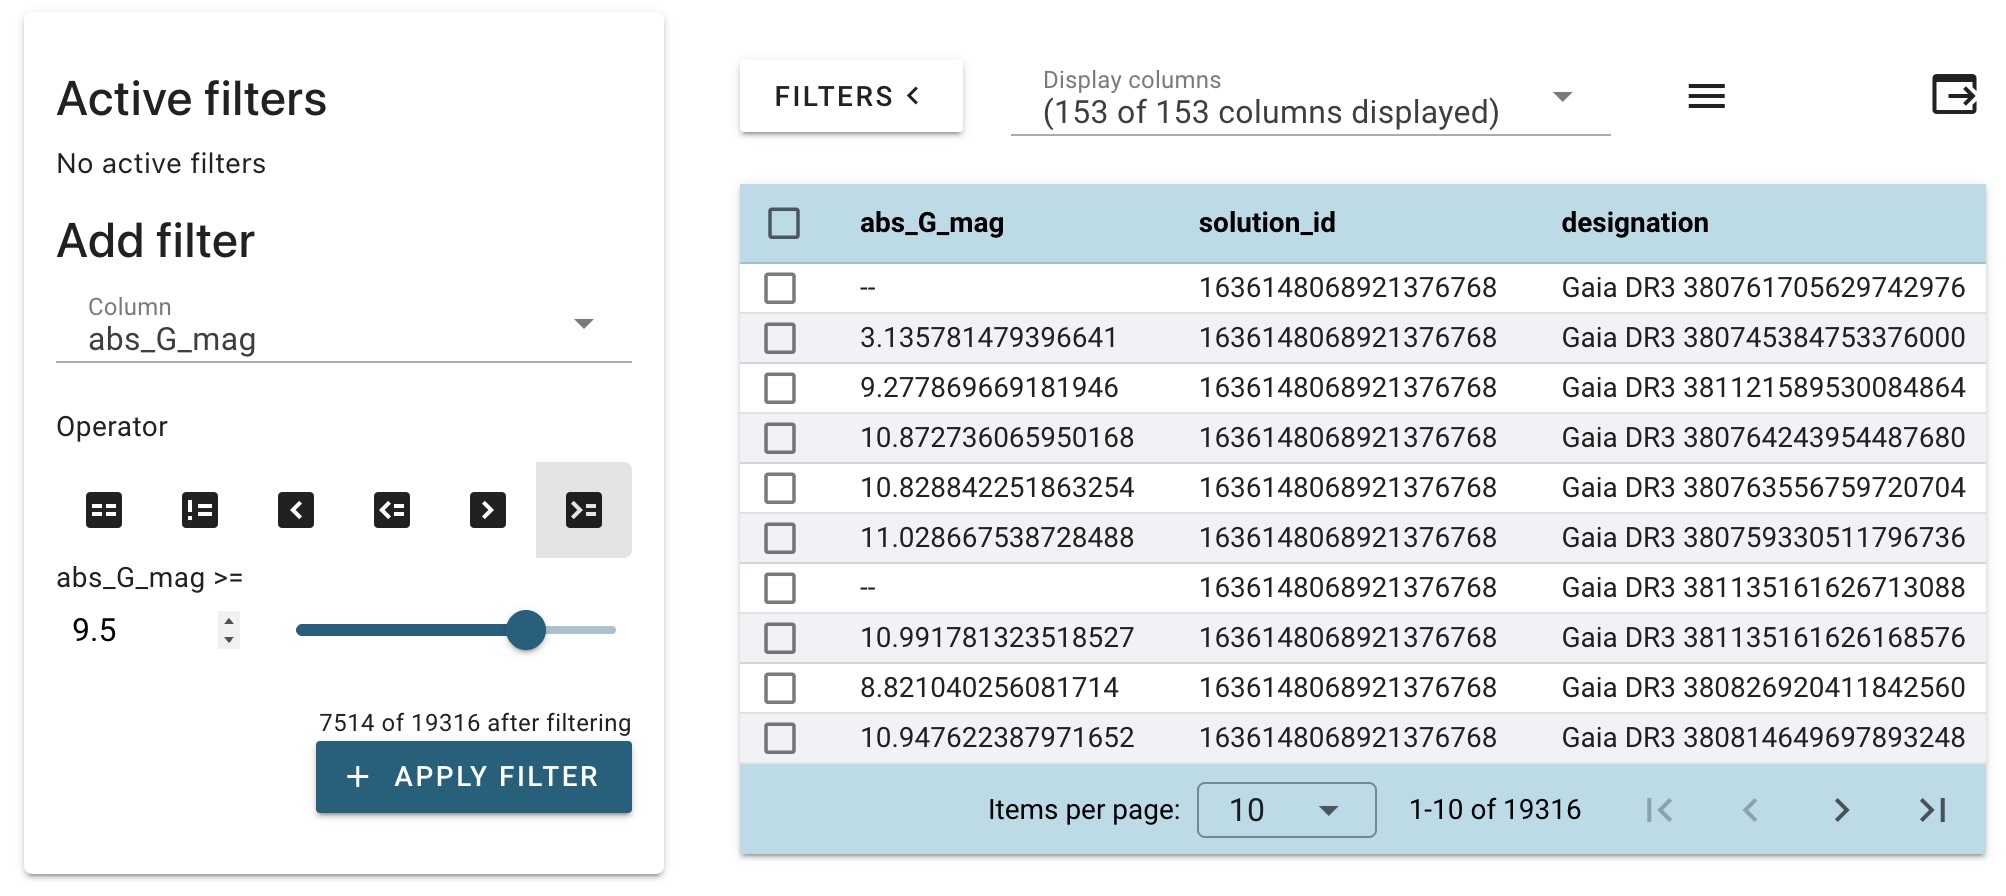 Active filters
No active filters
Add filter
Column
abs_G_mag
Operator
== != < <= > >=
abs_G_mag >=
9.5
7514 of 19316 after filtering
+ APPLY FILTER
FILTERS <
Display columns
(153 of 153 columns displayed)
abs_G_mag solution_id designation
-- 1636148068921376768 Gaia DR3 380761705629742976
3.135781479396641 1636148068921376768 Gaia DR3 380745384753376000
9.277869669181946 1636148068921376768 Gaia DR3 381121589530084864
10.872736065950168 1636148068921376768 Gaia DR3 380764243954487680
10.828842251863254 1636148068921376768 Gaia DR3 380763556759720704
11.028667538728488 1636148068921376768 Gaia DR3 380759330511796736
-- 1636148068921376768 Gaia DR3 381135161626713088
10.991781323518527 1636148068921376768 Gaia DR3 381135161626168576
8.821040256081714 1636148068921376768 Gaia DR3 380826920411842560
10.947622387971652 1636148068921376768 Gaia DR3 380814649697893248
Items per page: 10 1-10 of 19316